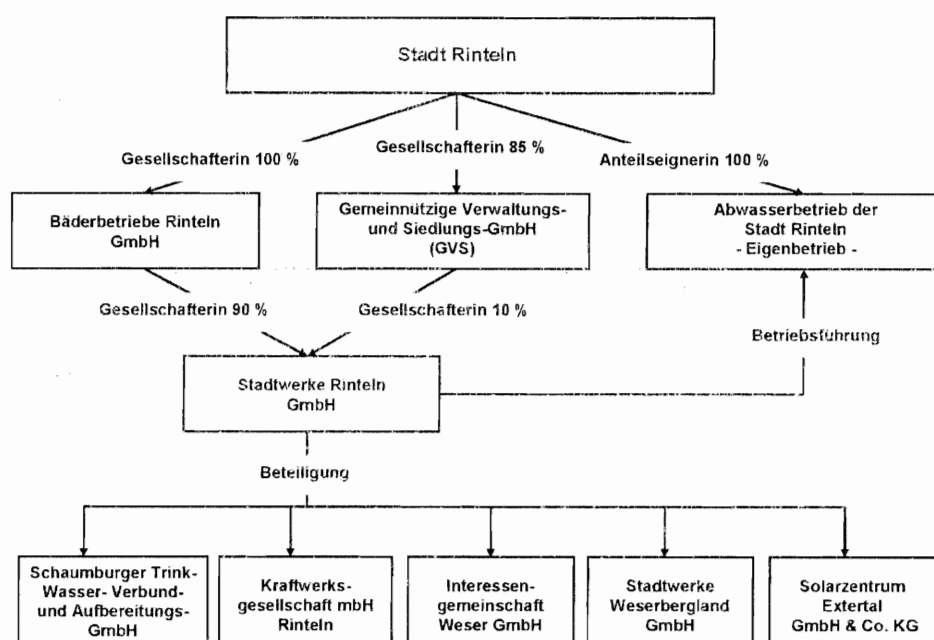 Stadt Rinteln
Gesellschafterin 100 %
Gesellschafterin 85 %
Anteilseignerin 100 %
Bäderbetriebe Rinteln
GmbH
Gemeinnützige Verwaltungs-
und Siedlungs-GmbH
(GVS)
Abwasserbetrieb der
Stadt Rinteln
- Eigenbetrieb -
Gesellschafterin 90 %
Gesellschafterin 10 %
Betriebsführung
Stadtwerke Rinteln
GmbH
Beteiligung
Schaumburger Trink-
Wasser- Verbund-
und Aufbereitungs-
GmbH
Kraftwerks-
gesellschaft mbH
Rinteln
Interessen-
gemeinschaft
Weser GmbH
Stadtwerke
Weserbergland
GmbH
Solarzentrum
Extertal
GmbH & Co. KG